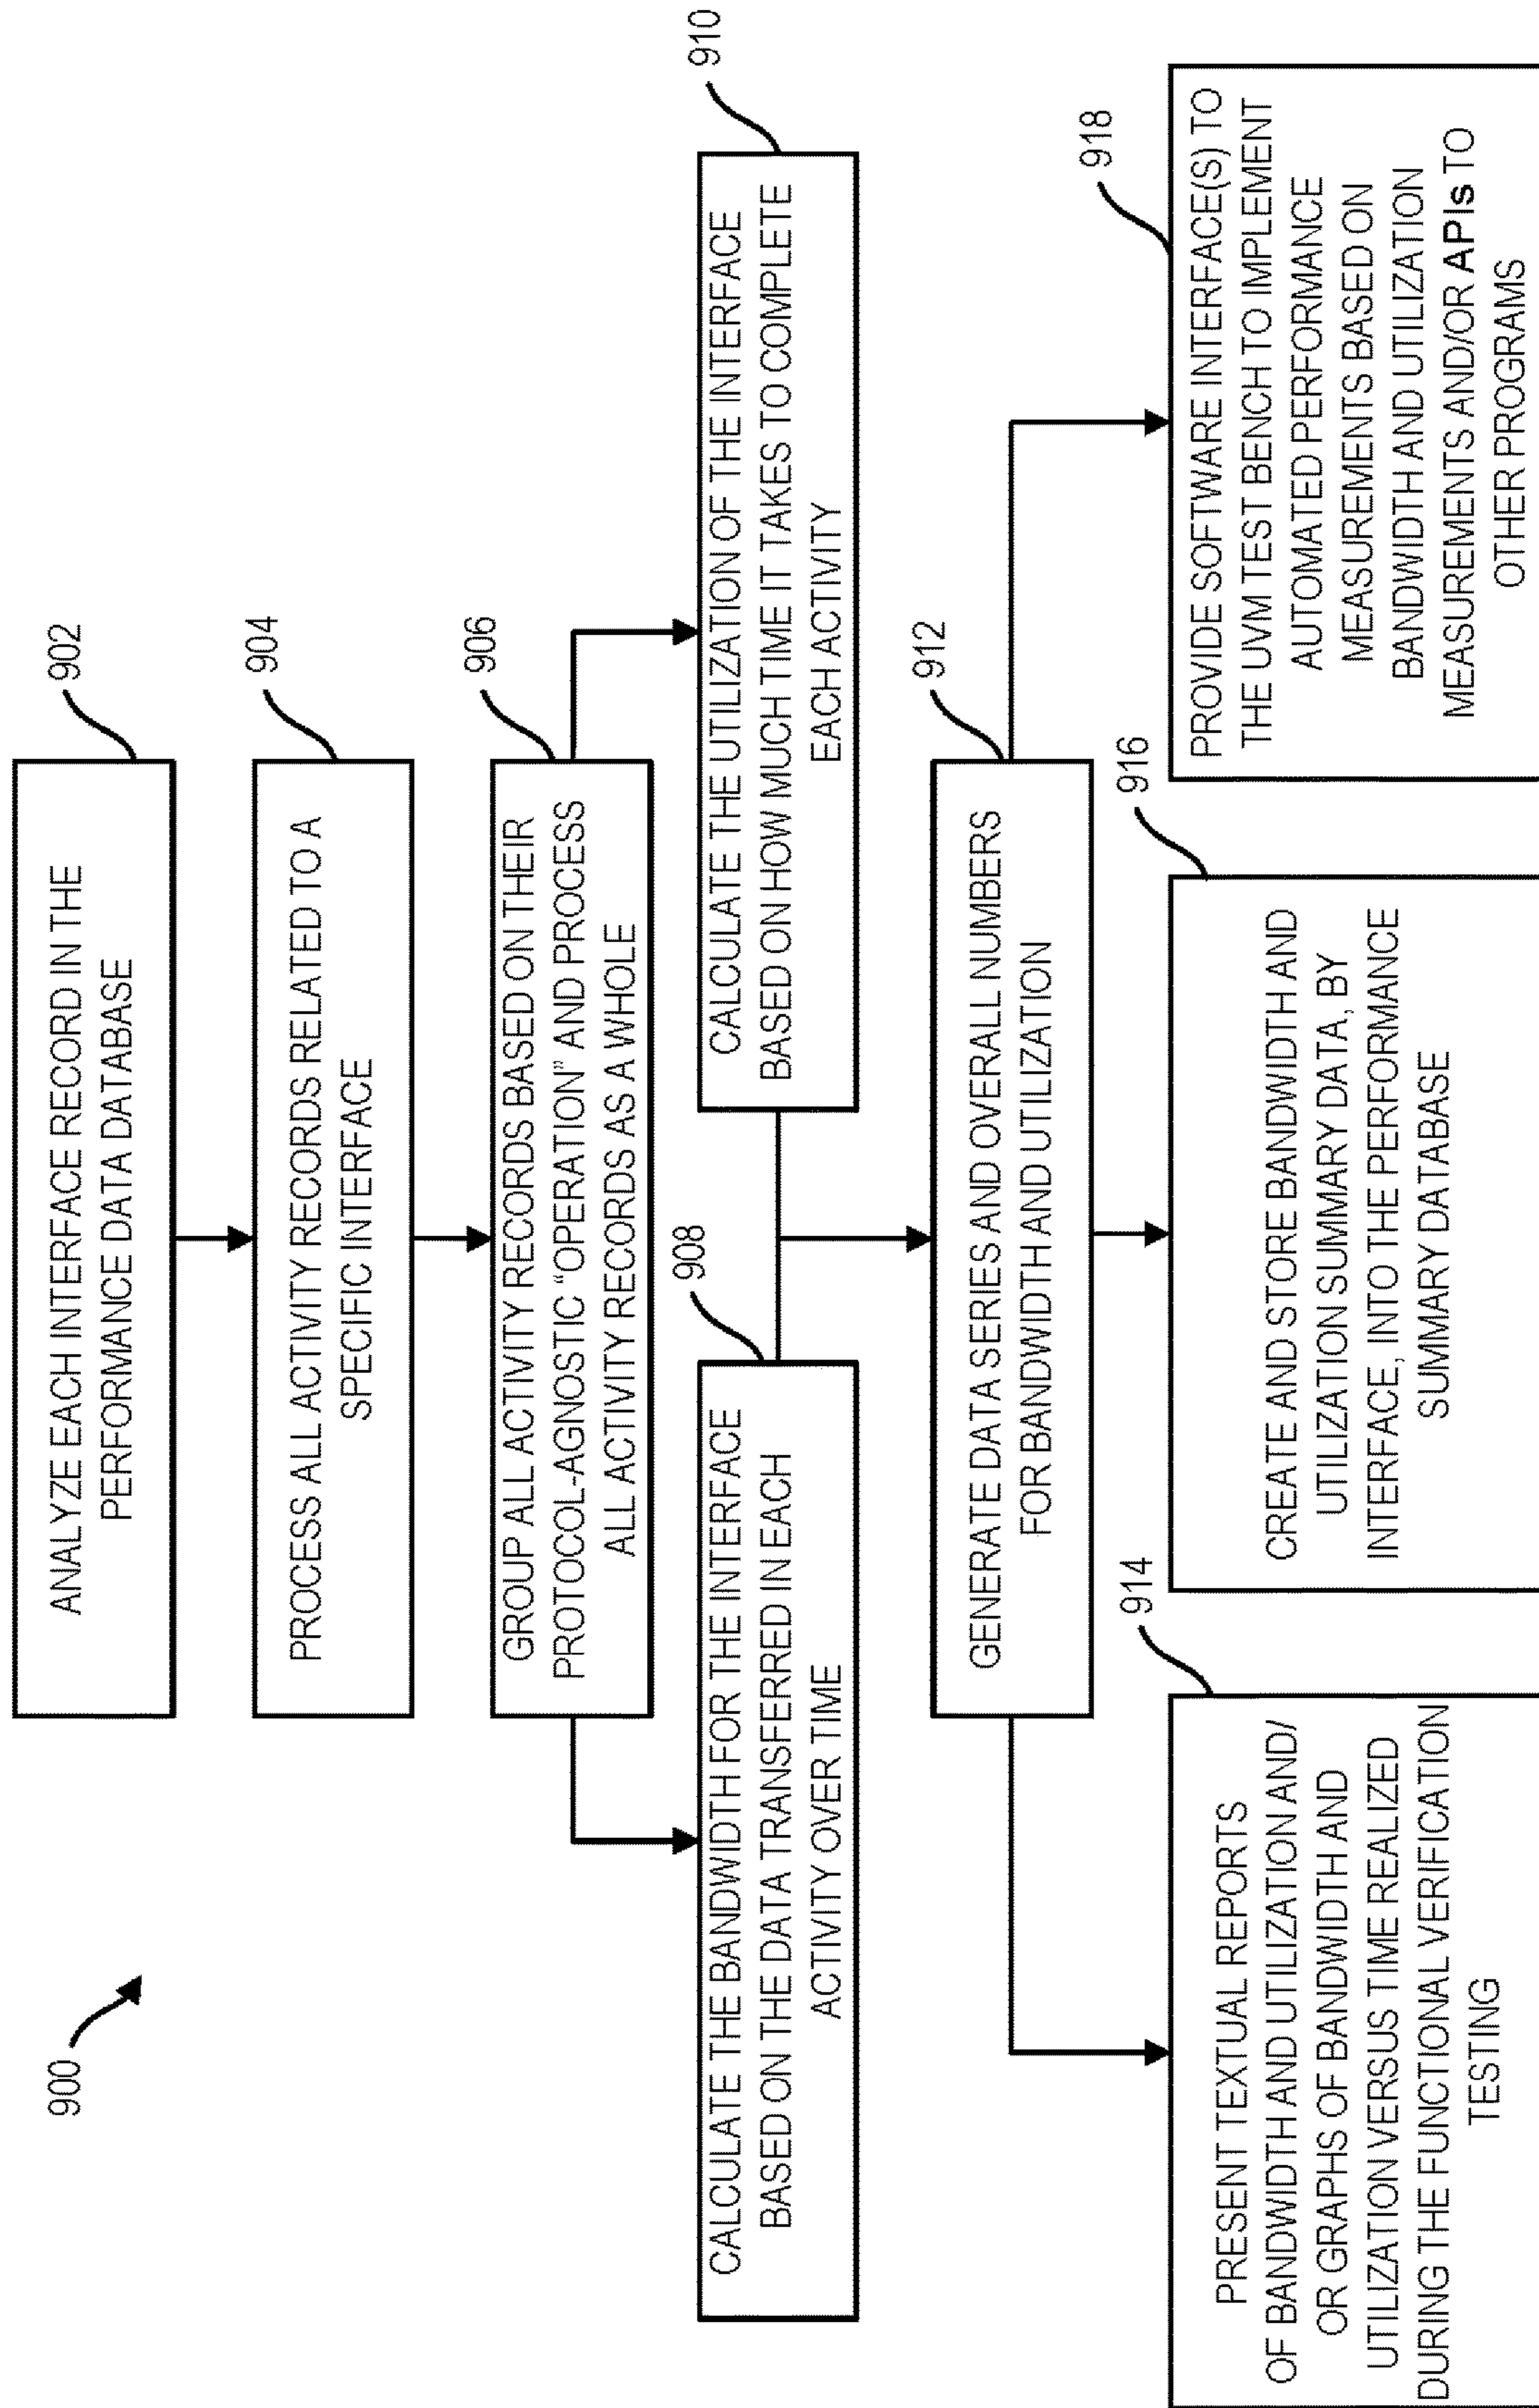 900
902
ANALYZE EACH INTERFACE RECORD IN THE
PERFORMANCE DATA DATABASE
904
PROCESS ALL ACTIVITY RECORDS RELATED TO A
SPECIFIC INTERFACE
906
GROUP ALL ACTIVITY RECORDS BASED ON THEIR
PROTOCOL-AGNOSTIC "OPERATION" AND PROCESS
ALL ACTIVITY RECORDS AS A WHOLE
908
CALCULATE THE BANDWIDTH FOR THE INTERFACE
BASED ON THE DATA TRANSFERRED IN EACH
ACTIVITY OVER TIME
910
CALCULATE THE UTILIZATION OF THE INTERFACE
BASED ON HOW MUCH TIME IT TAKES TO COMPLETE
EACH ACTIVITY
912
GENERATE DATA SERIES AND OVERALL NUMBERS
FOR BANDWIDTH AND UTILIZATION
914
PRESENT TEXTUAL REPORTS
OF BANDWIDTH AND UTILIZATION AND/
OR GRAPHS OF BANDWIDTH AND
UTILIZATION VERSUS TIME REALIZED
DURING THE FUNCTIONAL VERIFICATION
TESTING
916
CREATE AND STORE BANDWIDTH AND
UTILIZATION SUMMARY DATA, BY
INTERFACE, INTO THE PERFORMANCE
SUMMARY DATABASE
918
PROVIDE SOFTWARE INTERFACE(S) TO
THE UVM TEST BENCH TO IMPLEMENT
AUTOMATED PERFORMANCE
MEASUREMENTS BASED ON
BANDWIDTH AND UTILIZATION
MEASUREMENTS AND/OR APIs TO
OTHER PROGRAMS